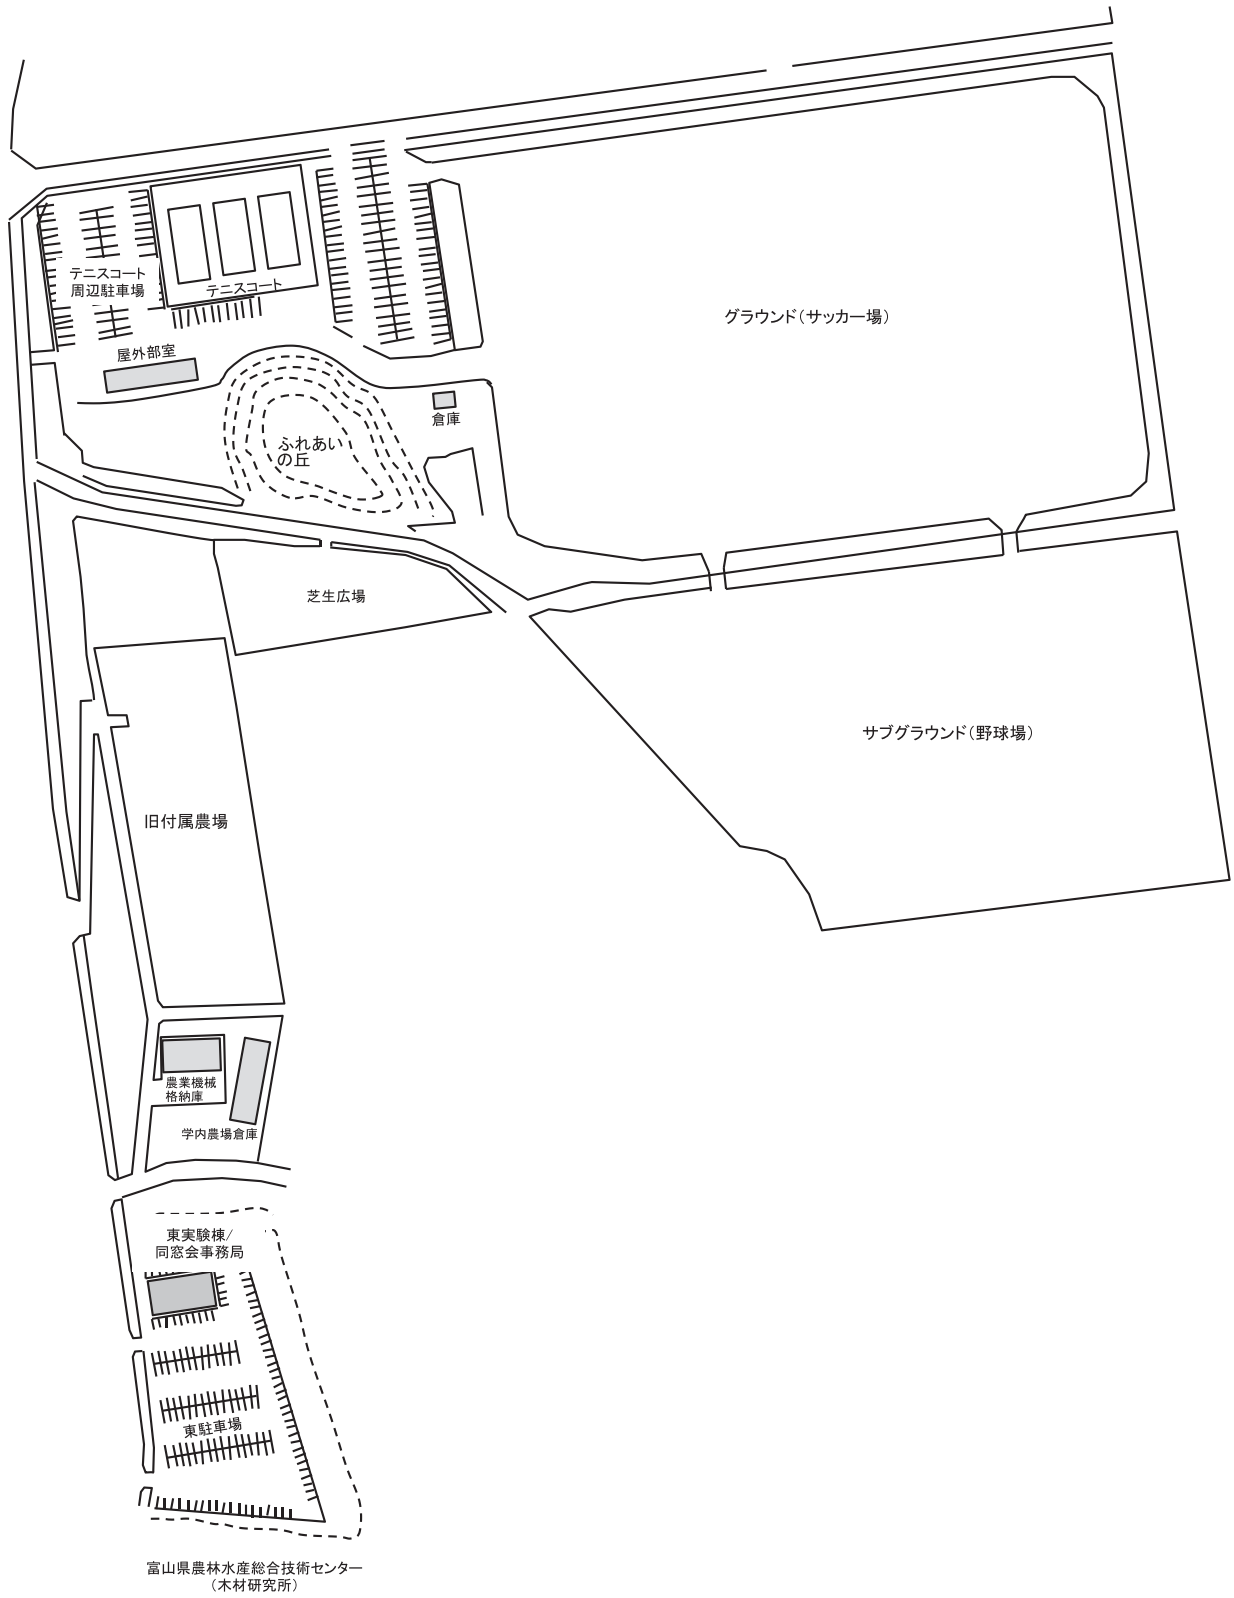 テニスコート
周辺駐車場
テニスコート
グラウンド（サッカー場）
屋外部室
倉庫
ふれあい
の丘
芝生広場
サブグラウンド（野球場）
旧付属農場
農業機械
格納庫
学内農場倉庫
東実験棟/
同窓会事務局
東駐車場
富山県農林水産総合技術センター
（木材研究所）